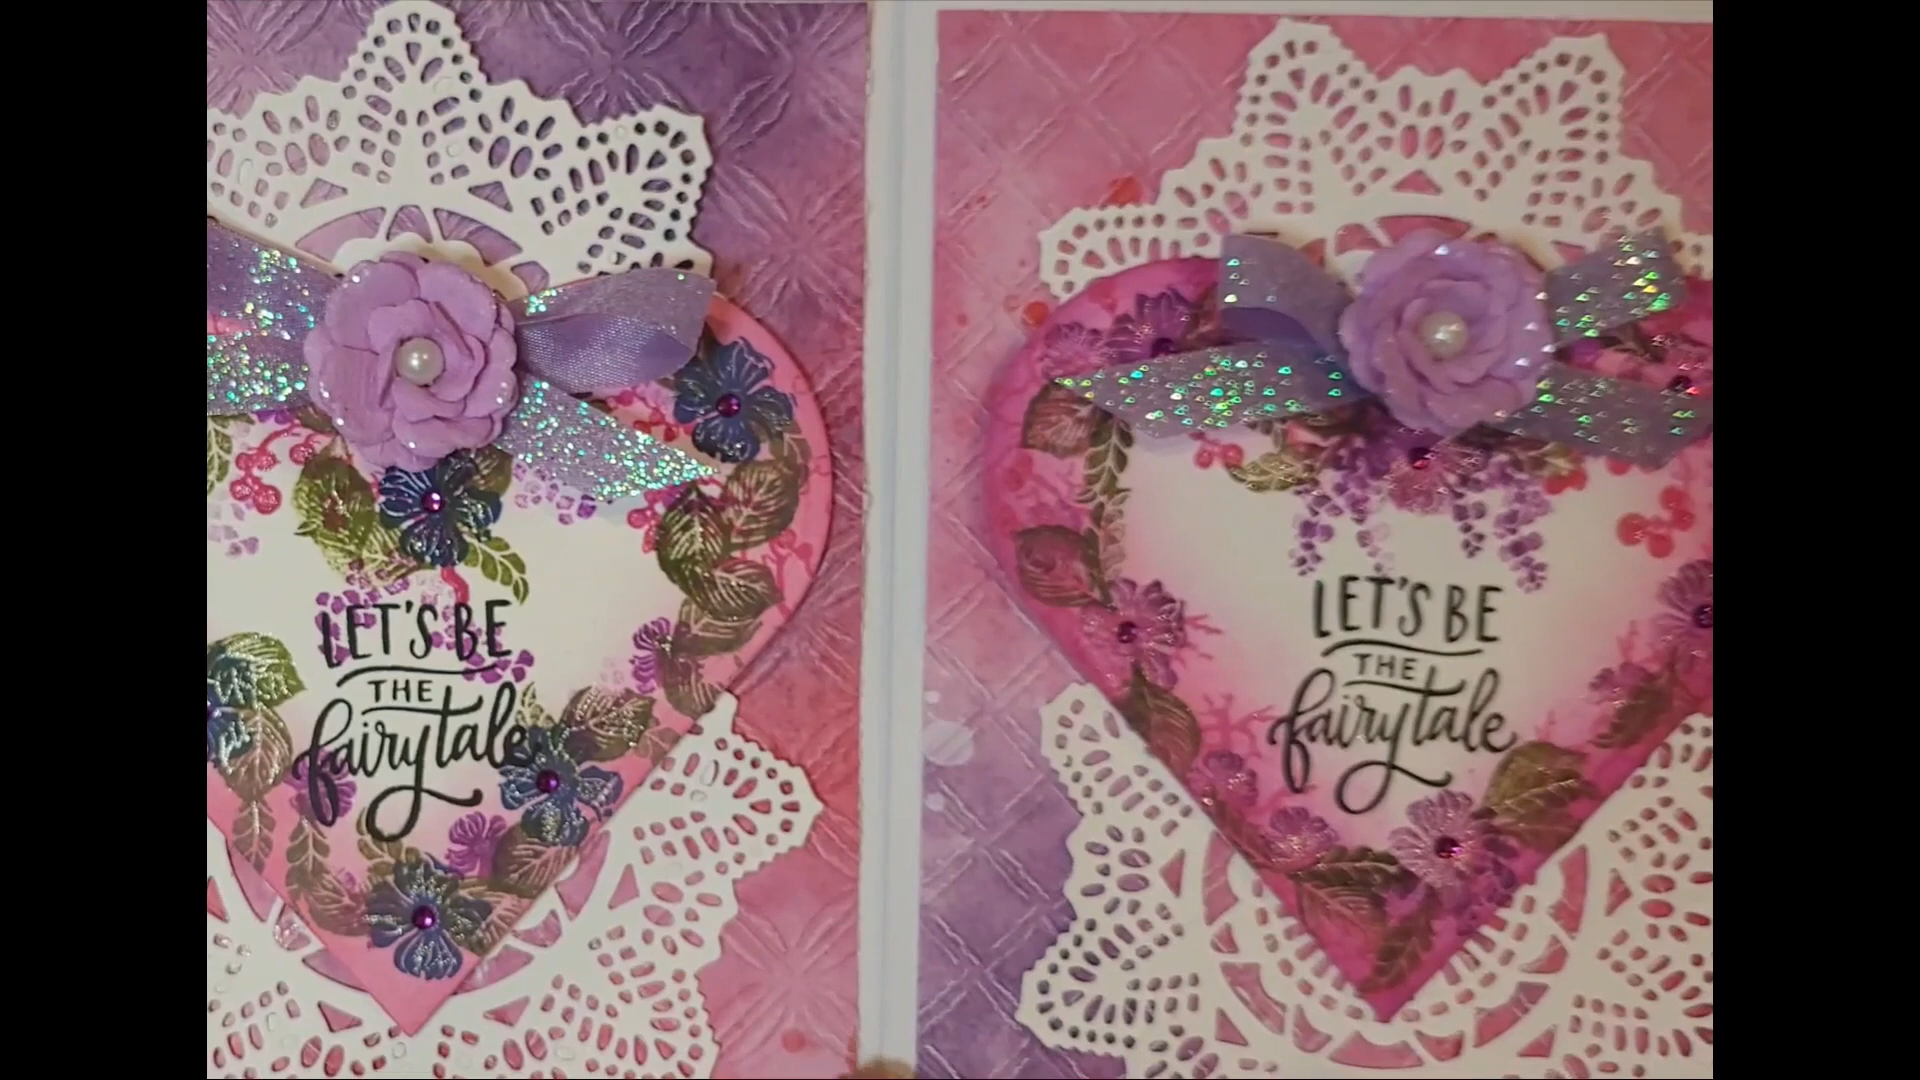 LET'S BE
THE
fairytale
LET'S BE
THE
fairytale